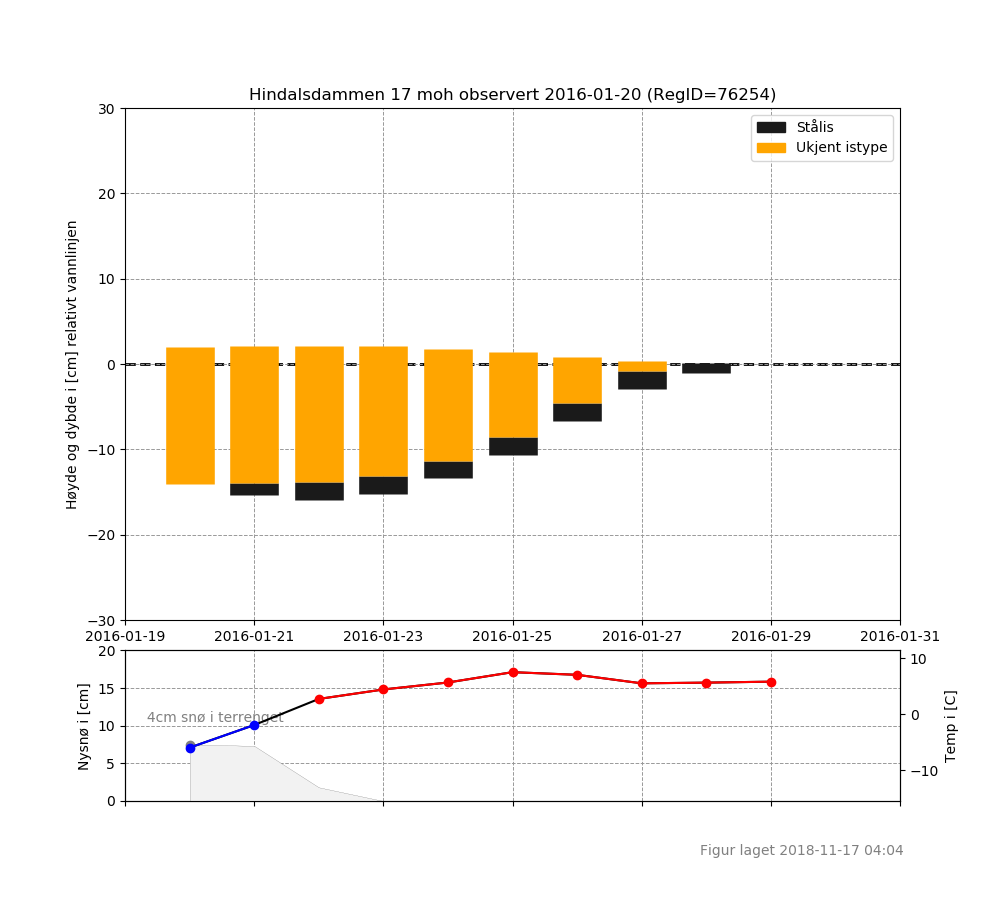 Hindalsdammen 17 moh observert 2016-01-20 (RegID=76254)
Stålis
Ukjent istype
Høyde og dybde i [cm] relativt vannlinjen
30
20
10
0
−10
−20
−30
2016-01-19 2016-01-21 2016-01-23 2016-01-25 2016-01-27 2016-01-29 2016-01-31
Nysnø i [cm]
20
15
10
5
0
4cm snø i terrenget
10
0
−10
Temp i [C]
Figur laget 2018-11-17 04:04